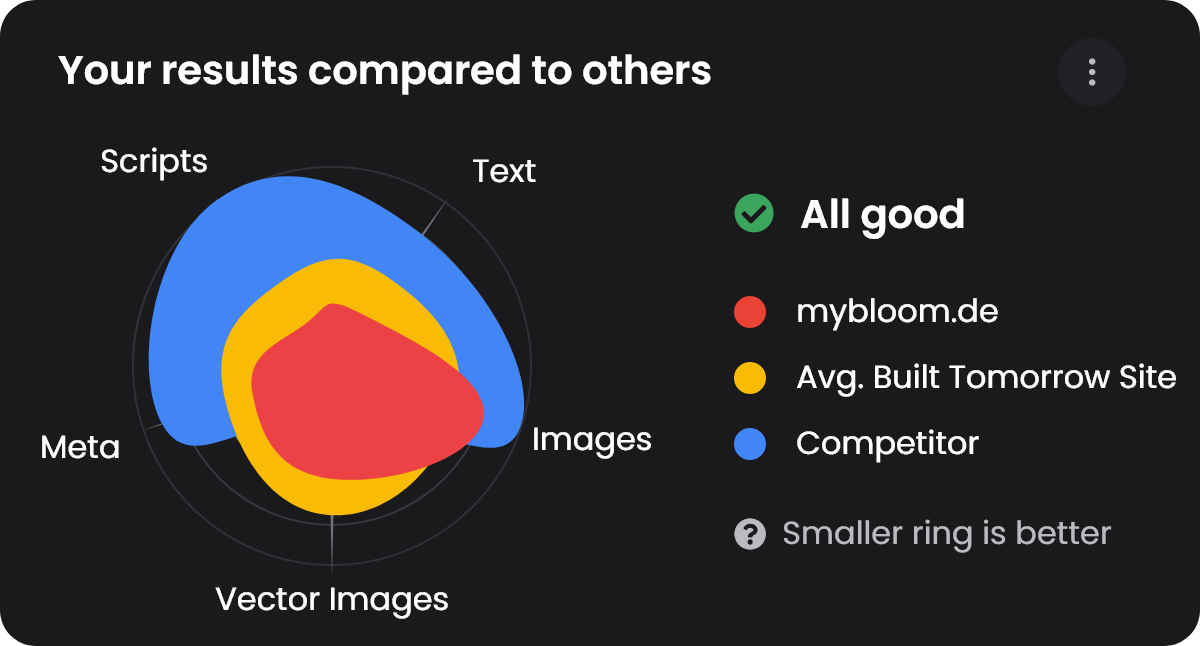 Your results compared to others
Scripts
Text
All good
mybloom.de
Avg. Built Tomorrow Site
Competitor
Meta
Images
? Smaller ring is better
Vector Images